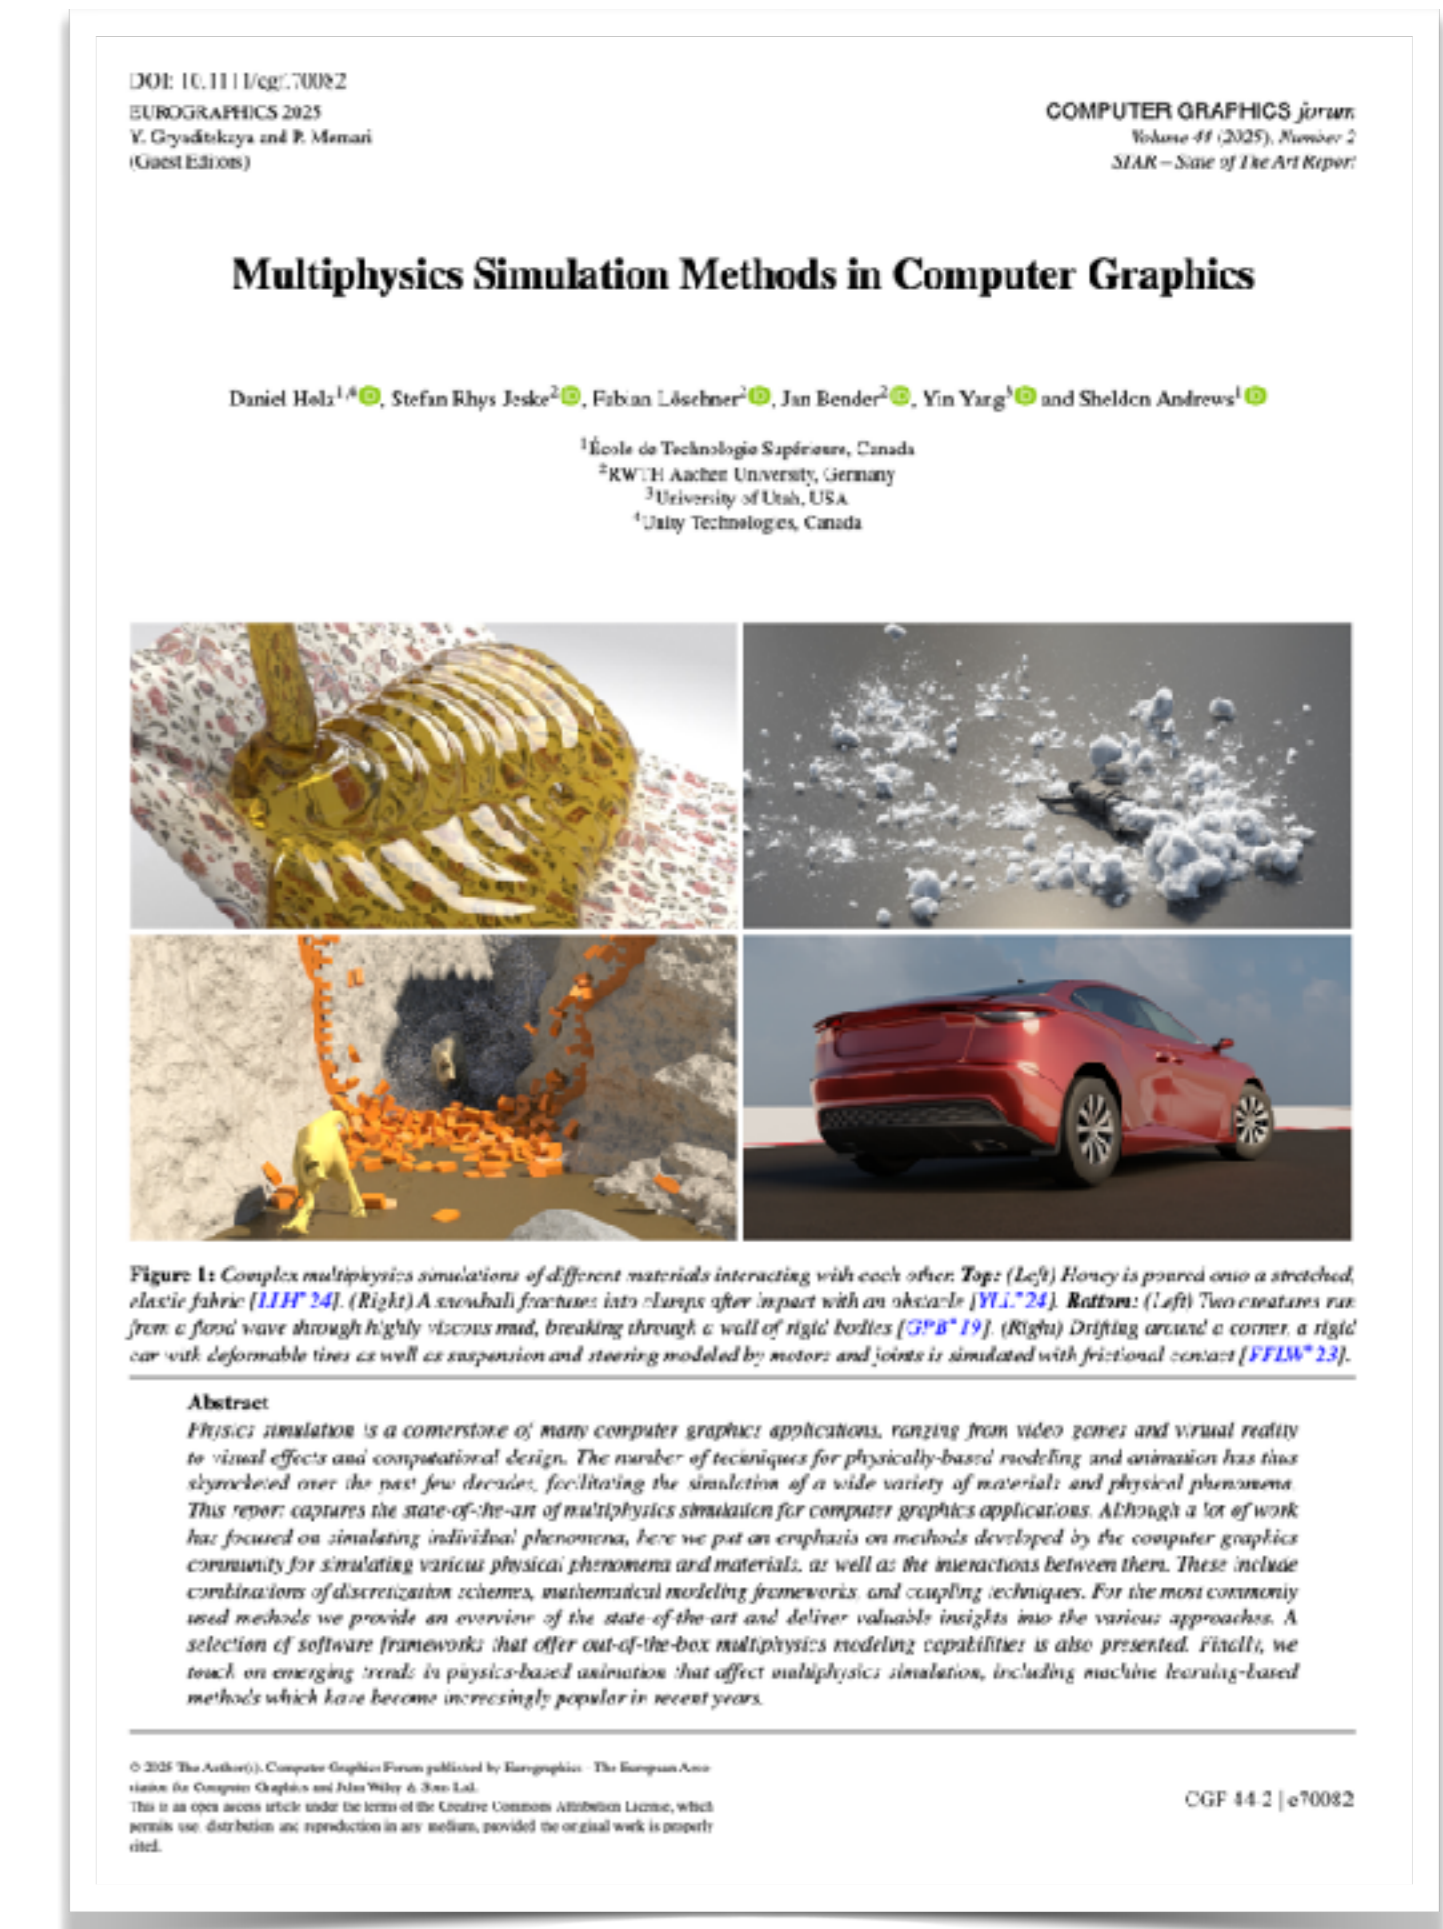 DOI: 10.1111/cgf.70082
EUROGRAPHICS 2025
Y. Gryaditskaya and P. Memari
(Guest Editors)
COMPUTER GRAPHICS forum
Volume 44 (2025), Number 2
STAR – State of The Art Report
Multiphysics Simulation Methods in Computer Graphics
Daniel Holz1,4, Stefan Rhys Jeske2, Fabian Löschner2, Jan Bender2, Yin Yang3 and Sheldon Andrews1
1École de Technologie Supérieure, Canada
2RWTH Aachen University, Germany
3University of Utah, USA
4Unity Technologies, Canada
Figure 1: Complex multiphysics simulations of different materials interacting with each other. Top: (Left) Honey is poured onto a stretched,
elastic fabric [LLH*24]. (Right) A snowball fractures into clumps after impact with an obstacle [YLL*24]. Bottom: (Left) Two creatures run
from a flood wave through highly viscous mud, breaking through a wall of rigid bodies [GPB*19]. (Right) Drifting around a corner, a rigid
car with deformable tires as well as suspension and steering modeled by motors and joints is simulated with frictional contact [FFLW*23].
Abstract
Physics simulation is a cornerstone of many computer graphics applications, ranging from video games and virtual reality
to visual effects and computational design. The number of techniques for physically-based modeling and animation has thus
skyrocketed over the past few decades, facilitating the simulation of a wide variety of materials and physical phenomena.
This report captures the state-of-the-art of multiphysics simulation for computer graphics applications. Although a lot of work
has focused on simulating individual phenomena, here we put an emphasis on methods developed by the computer graphics
community for simulating various physical phenomena and materials, as well as the interactions between them. These include
combinations of discretization schemes, mathematical modeling frameworks, and coupling techniques. For the most commonly
used methods we provide an overview of the state-of-the-art and deliver valuable insights into the various approaches. A
selection of software frameworks that offer out-of-the-box multiphysics modeling capabilities is also presented. Finally, we
touch on emerging trends in physics-based animation that affect multiphysics simulation, including machine learning-based
methods which have become increasingly popular in recent years.
© 2025 The Author(s). Computer Graphics Forum published by Eurographics - The European Asso-
ciation for Computer Graphics and John Wiley & Sons Ltd.
This is an open access article under the terms of the Creative Commons Attribution License, which
permits use, distribution and reproduction in any medium, provided the original work is properly
cited.
CGF 44-2 | e70082